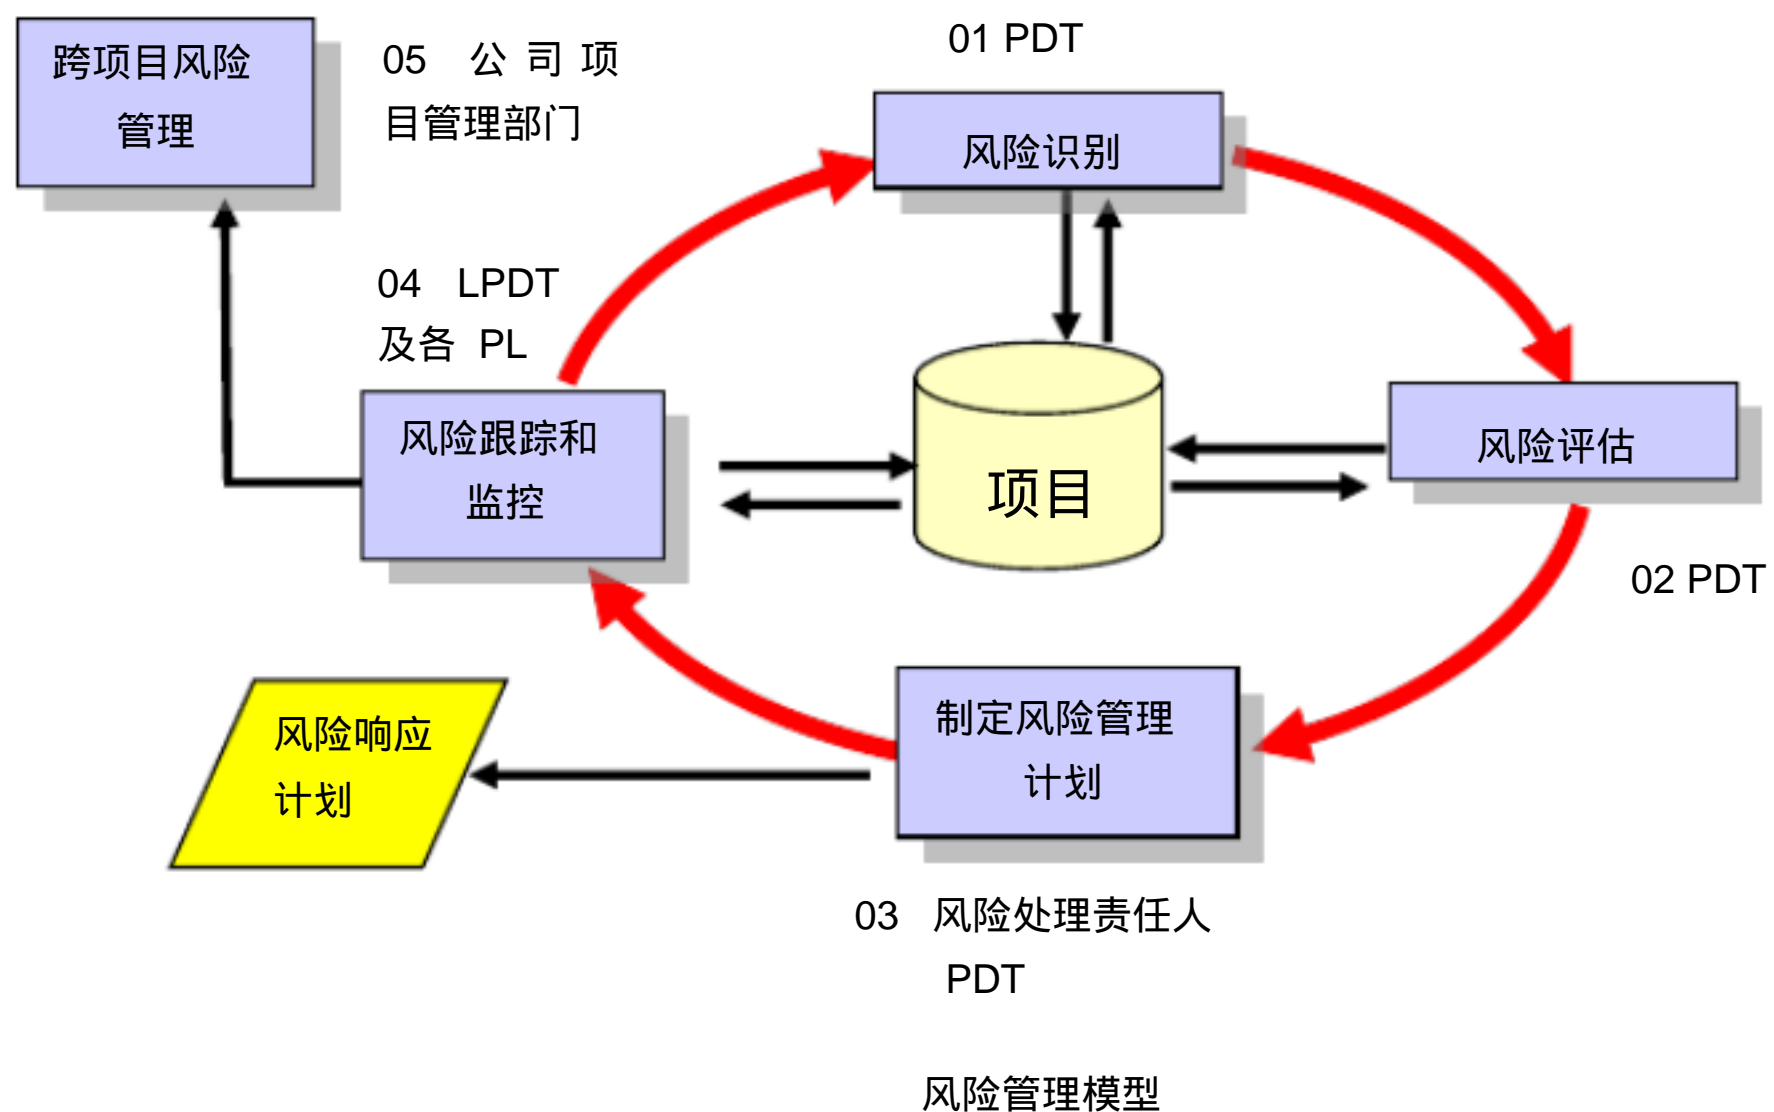 跨项目风险
管理
05 公 司 项
目管理部门
01 PDT
风险识别
04 LPDT
及各 PL
风险跟踪和
监控
项目
风险评估
02 PDT
制定风险管理
计划
风险响应
计划
03 风险处理责任人
PDT
风险管理模型